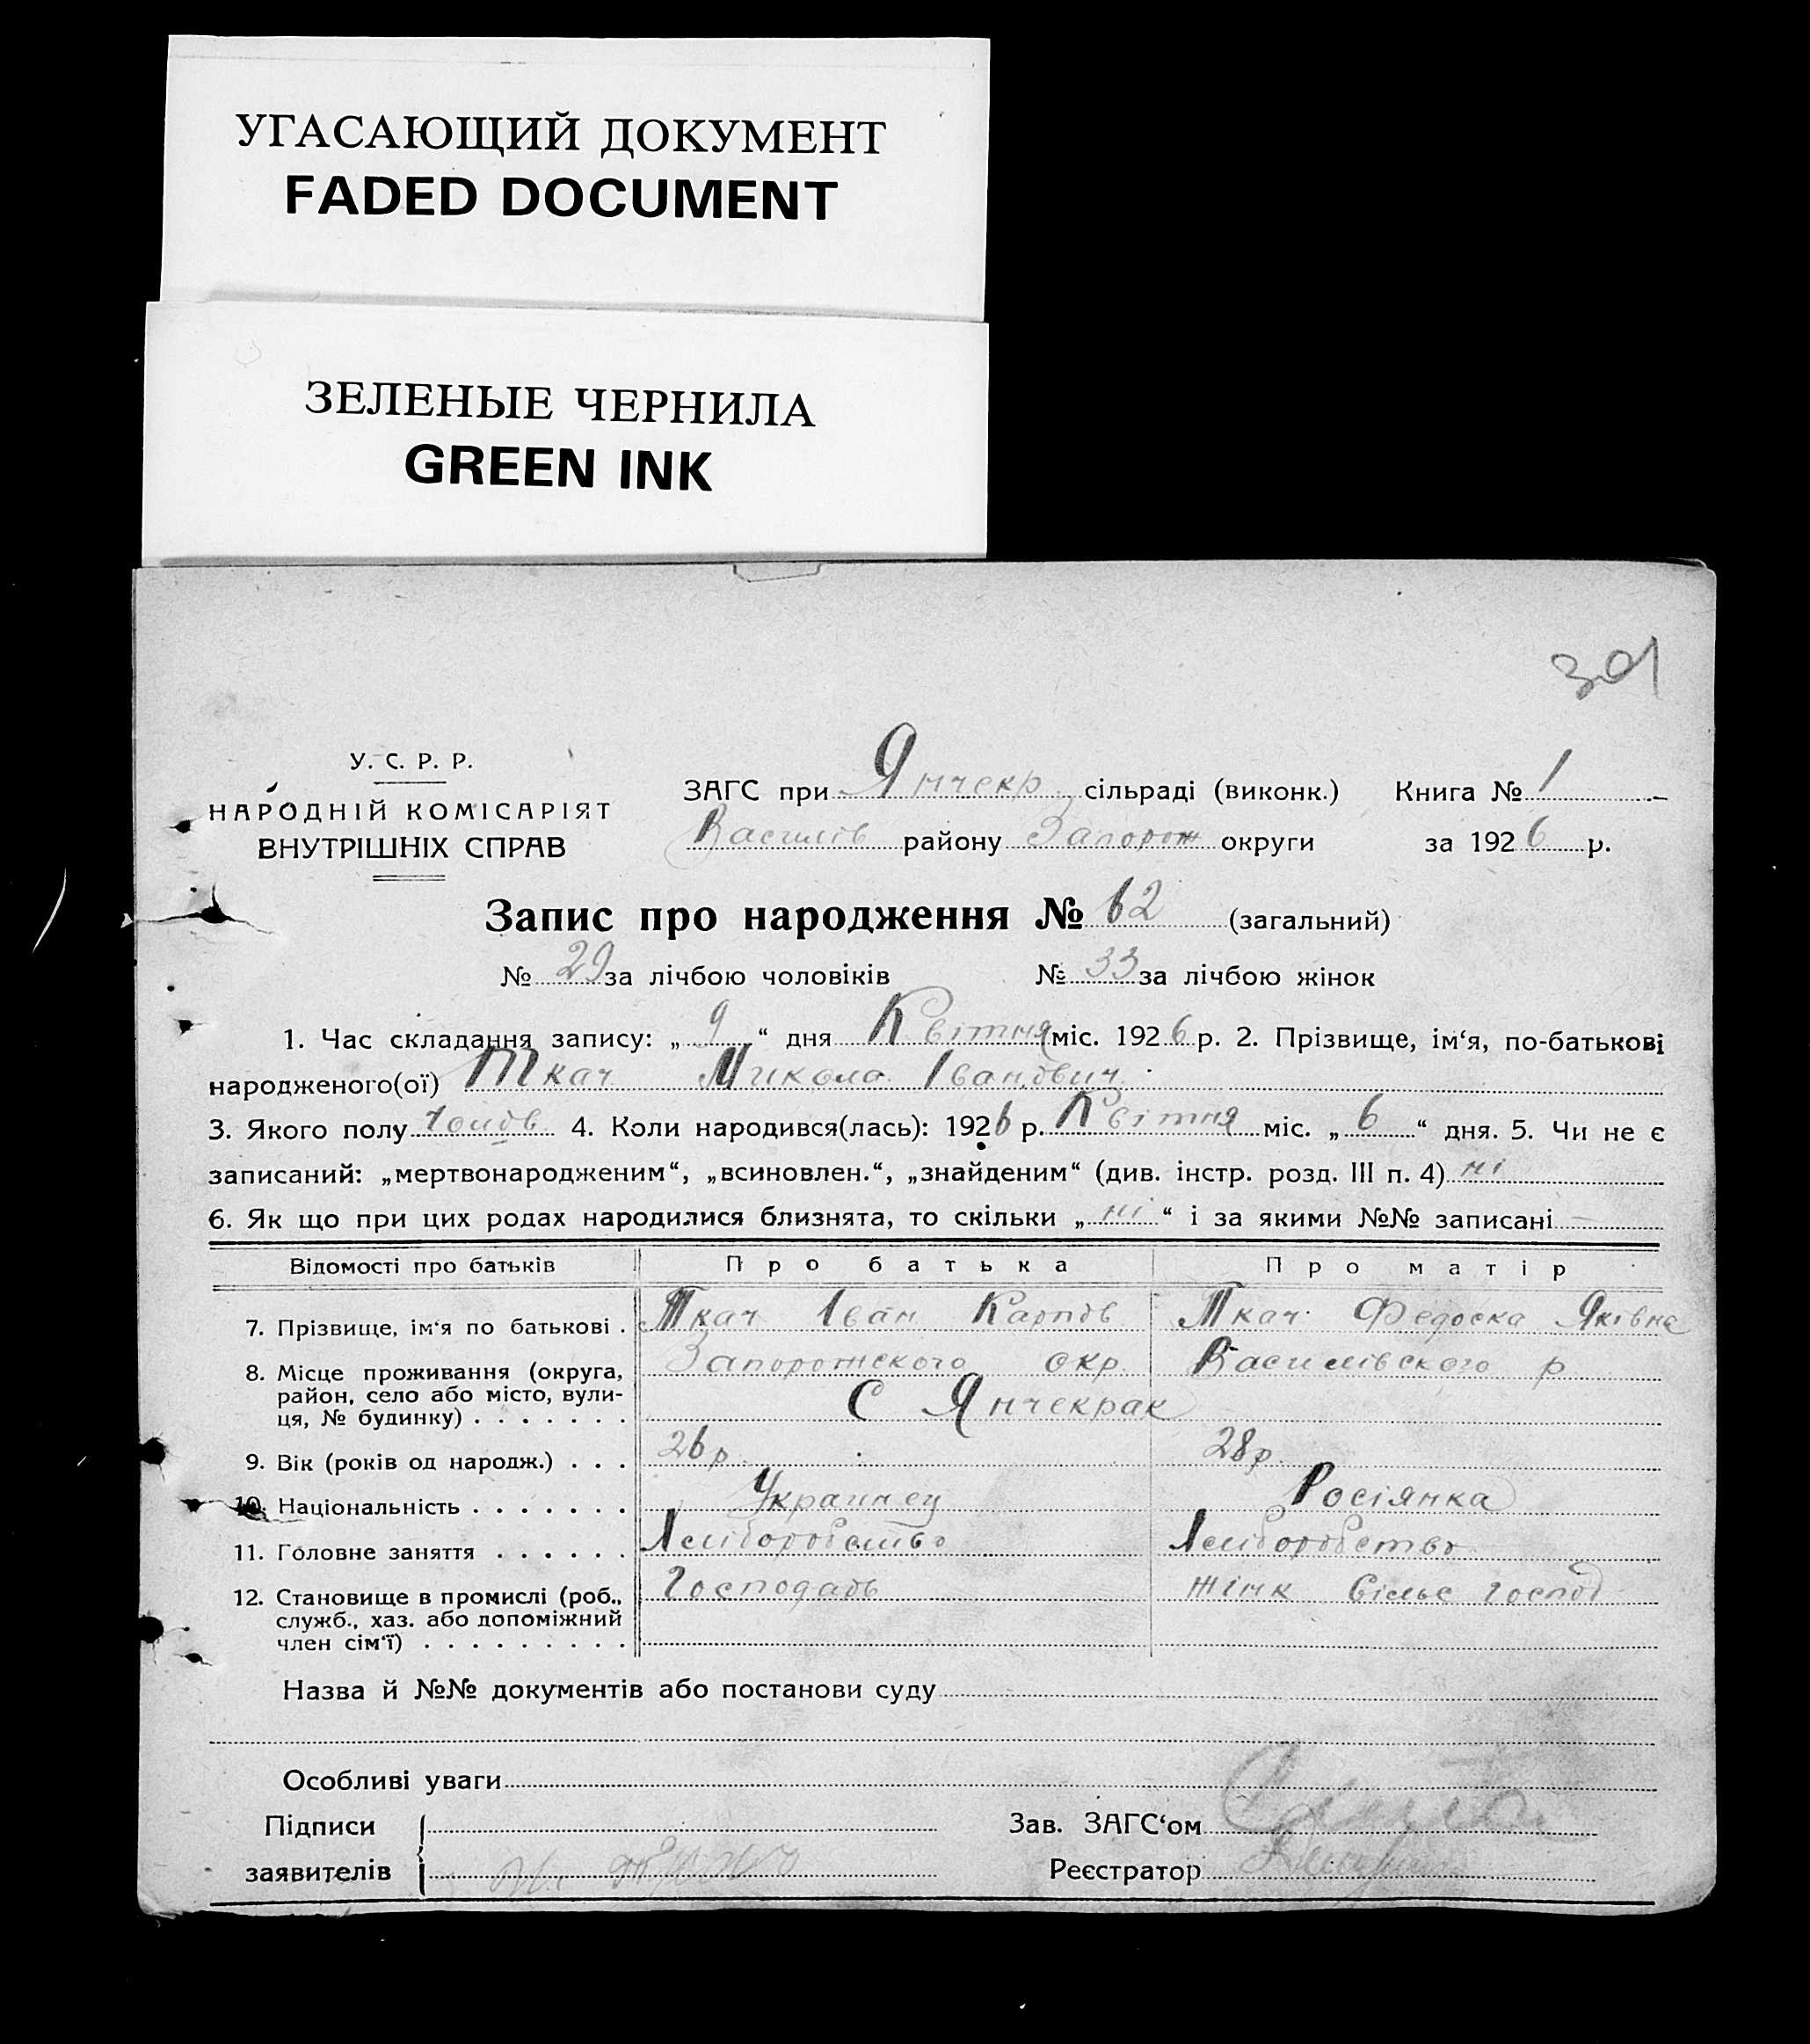 УГАСАЮЩИЙ ДОКУМЕНТ
FADED DOCUMENT
ЗЕЛЕНЫЕ ЧЕРНИЛА
GREEN INK
301
У. С. Р. Р.
НАРОДНІЙ КОМІСАРІЯТ
ВНУТРІШНІХ СПРАВ
ЗАГС при Янчекр сільраді (виконк.) Книга № 1
Василів району Запорож округи за 1926 р.
Запис про народження № 62 (загальний)
№ 29 за лічбою чоловіків № 33 за лічбою жінок
1. Час складання запису: „ 9 “ дня Квітня міс. 1926 р. 2. Прізвище, ім‘я, по-батькові
народженого(ої) Ткач Микола Іванович
3. Якого полу 4. Коли народився(лась): 1926 р. Квітня міс. „ 6 “ дня. 5. Чи не є
записаний: „мертвонародженим“, „всиновлен.“, „знайденим“ (див. інстр. розд. III п. 4) ні
6. Як що при цих родах народилися близнята, то скільки „ ні “ і за якими №№ записані –
Відомості про батьків Про батька Про матір
7. Прізвище, ім‘я по батькові . Ткач Іван Карпов Ткач Федоска Яківна
8. Місце проживання (округа, Запорожского окр. Василівского р
район, село або місто, вули- С Янчекрак
ця, № будинку) . . . . . . .
9. Вік (років од народж.) . . . 26 р. 28 р.
10. Національність . . . . . . . Украинец Росіянка
11. Головне заняття . . . . . .
12. Становище в промислі (роб., Господарь жінк Сільс госпо
служб., хаз. або допоміжний
член сім‘ї) . . . . . . . . .
Назва й №№ документів або постанови суду
Особливі уваги
Підписи Зав. ЗАГС‘ом
заявителів Реєстратор